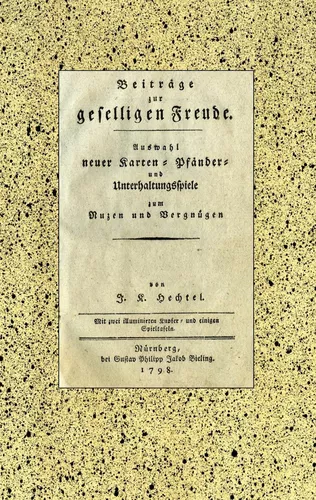 Beiträge
zur
geselligen Freude.
Auswahl
neuer Karten- Pfänder-
und
Unterhaltungsspiele
zum
Nuzen und Vergnügen
von
J. K. Hechtel.
Mit zwei illuminirten Kupfer- und einigen
Spieltafeln.
Nürnberg,
bei Gustav Philipp Jakob Bieling.
1798.